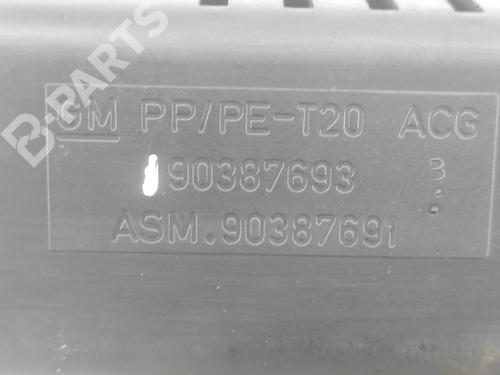 B-PARTS
GM PP/PE-T20 ACG
90387693 B
ASM.90387691